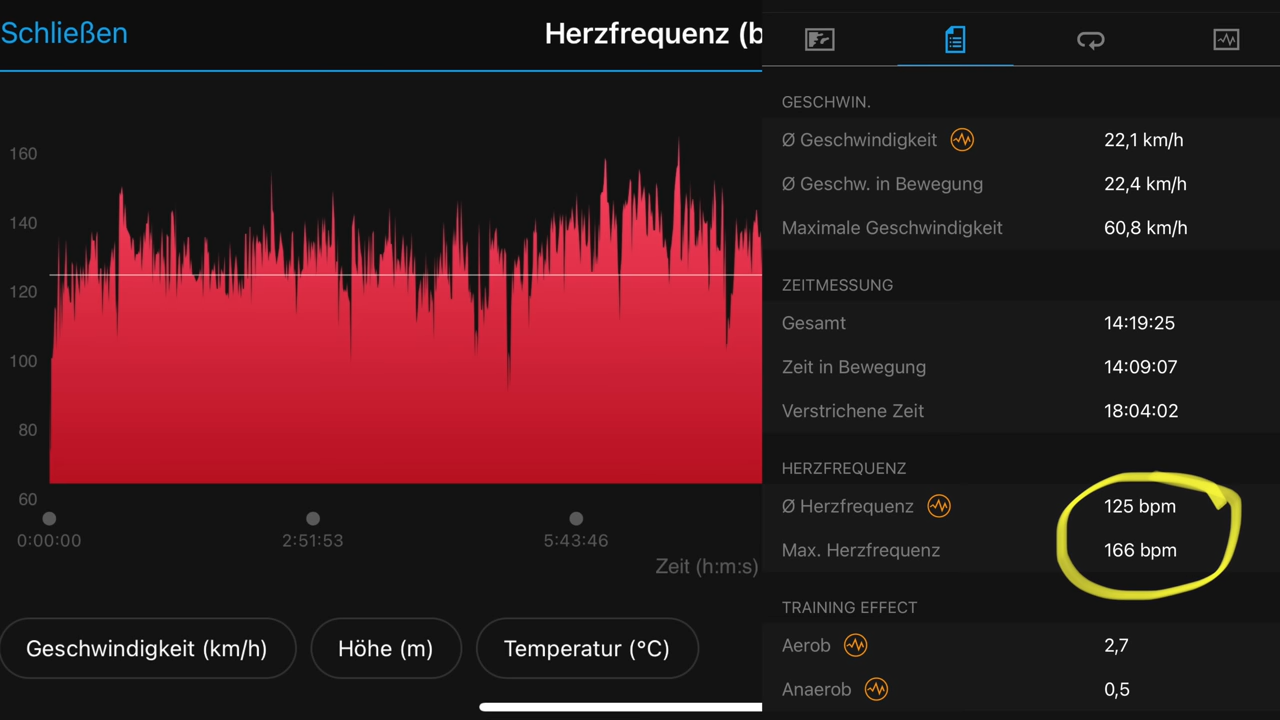 Schließen
Herzfrequenz (b
160
140
120
100
80
60
0:00:00
2:51:53
5:43:46
Zeit (h:m:s)
Geschwindigkeit (km/h)
Höhe (m)
Temperatur (°C)
GESCHWIN.
Ø Geschwindigkeit 22,1 km/h
Ø Geschw. in Bewegung 22,4 km/h
Maximale Geschwindigkeit 60,8 km/h
ZEITMESSUNG
Gesamt 14:19:25
Zeit in Bewegung 14:09:07
Verstrichene Zeit 18:04:02
HERZFREQUENZ
Ø Herzfrequenz 125 bpm
Max. Herzfrequenz 166 bpm
TRAINING EFFECT
Aerob 2,7
Anaerob 0,5